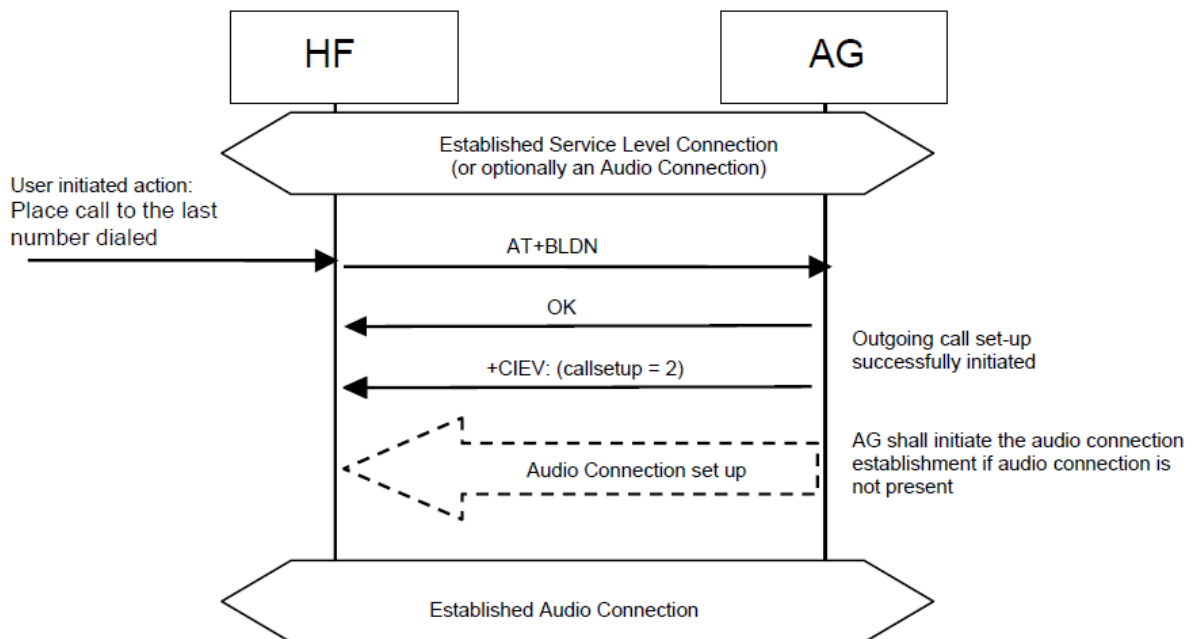 HF
AG
Established Service Level Connection
(or optionally an Audio Connection)
User initiated action:
Place call to the last
number dialed
AT+BLDN
OK
Outgoing call set-up
successfully initiated
+CIEV: (callsetup = 2)
AG shall initiate the audio connection
establishment if audio connection is
not present
Audio Connection set up
Established Audio Connection